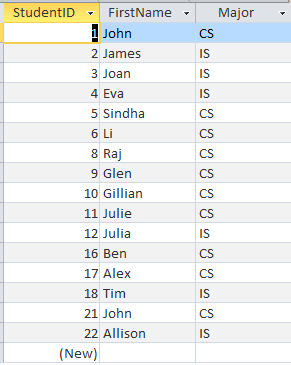 StudentID FirstName Major
1 John CS
2 James IS
3 Joan IS
4 Eva IS
5 Sindha CS
6 Li CS
8 Raj CS
9 Glen CS
10 Gillian CS
11 Julie CS
12 Julia IS
16 Ben CS
17 Alex CS
18 Tim IS
21 John CS
22 Allison IS
(New)